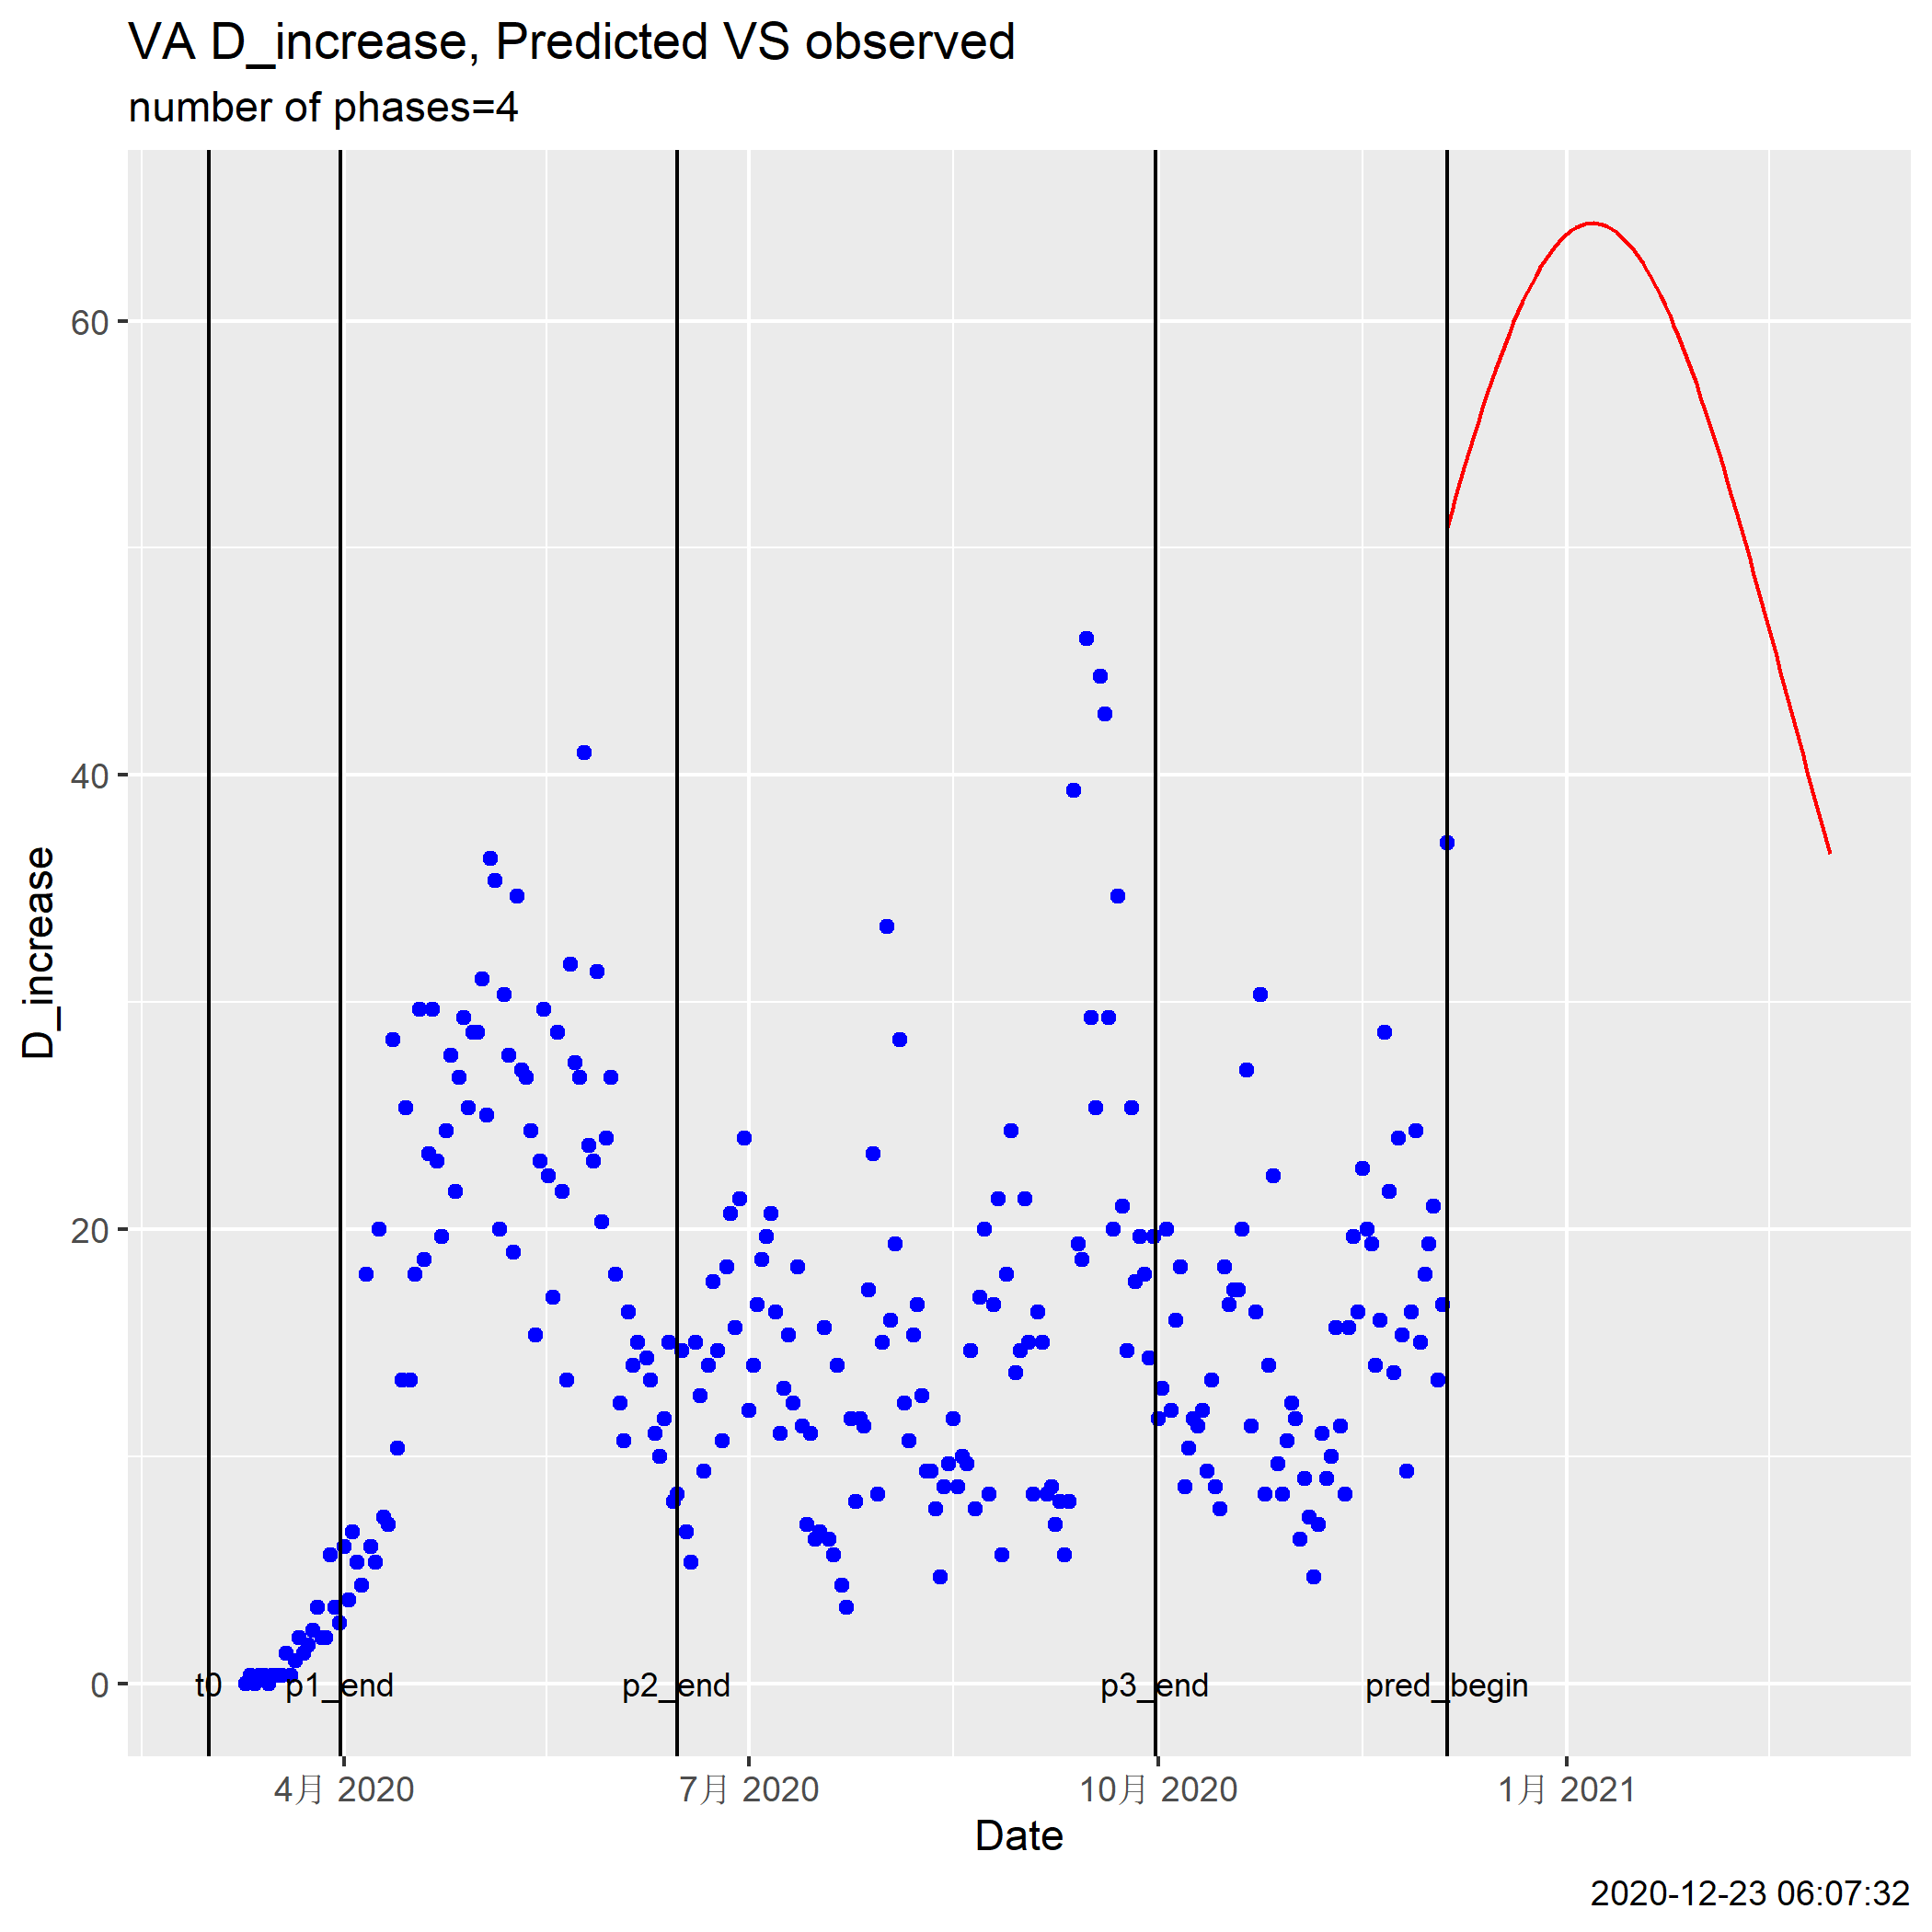 VA D_increase, Predicted VS observed
number of phases=4
60
40
20
0
D_increase
t0
p1_end
p2_end
p3_end
pred_begin
4月 2020
7月 2020
10月 2020
1月 2021
Date
2020-12-23 06:07:32